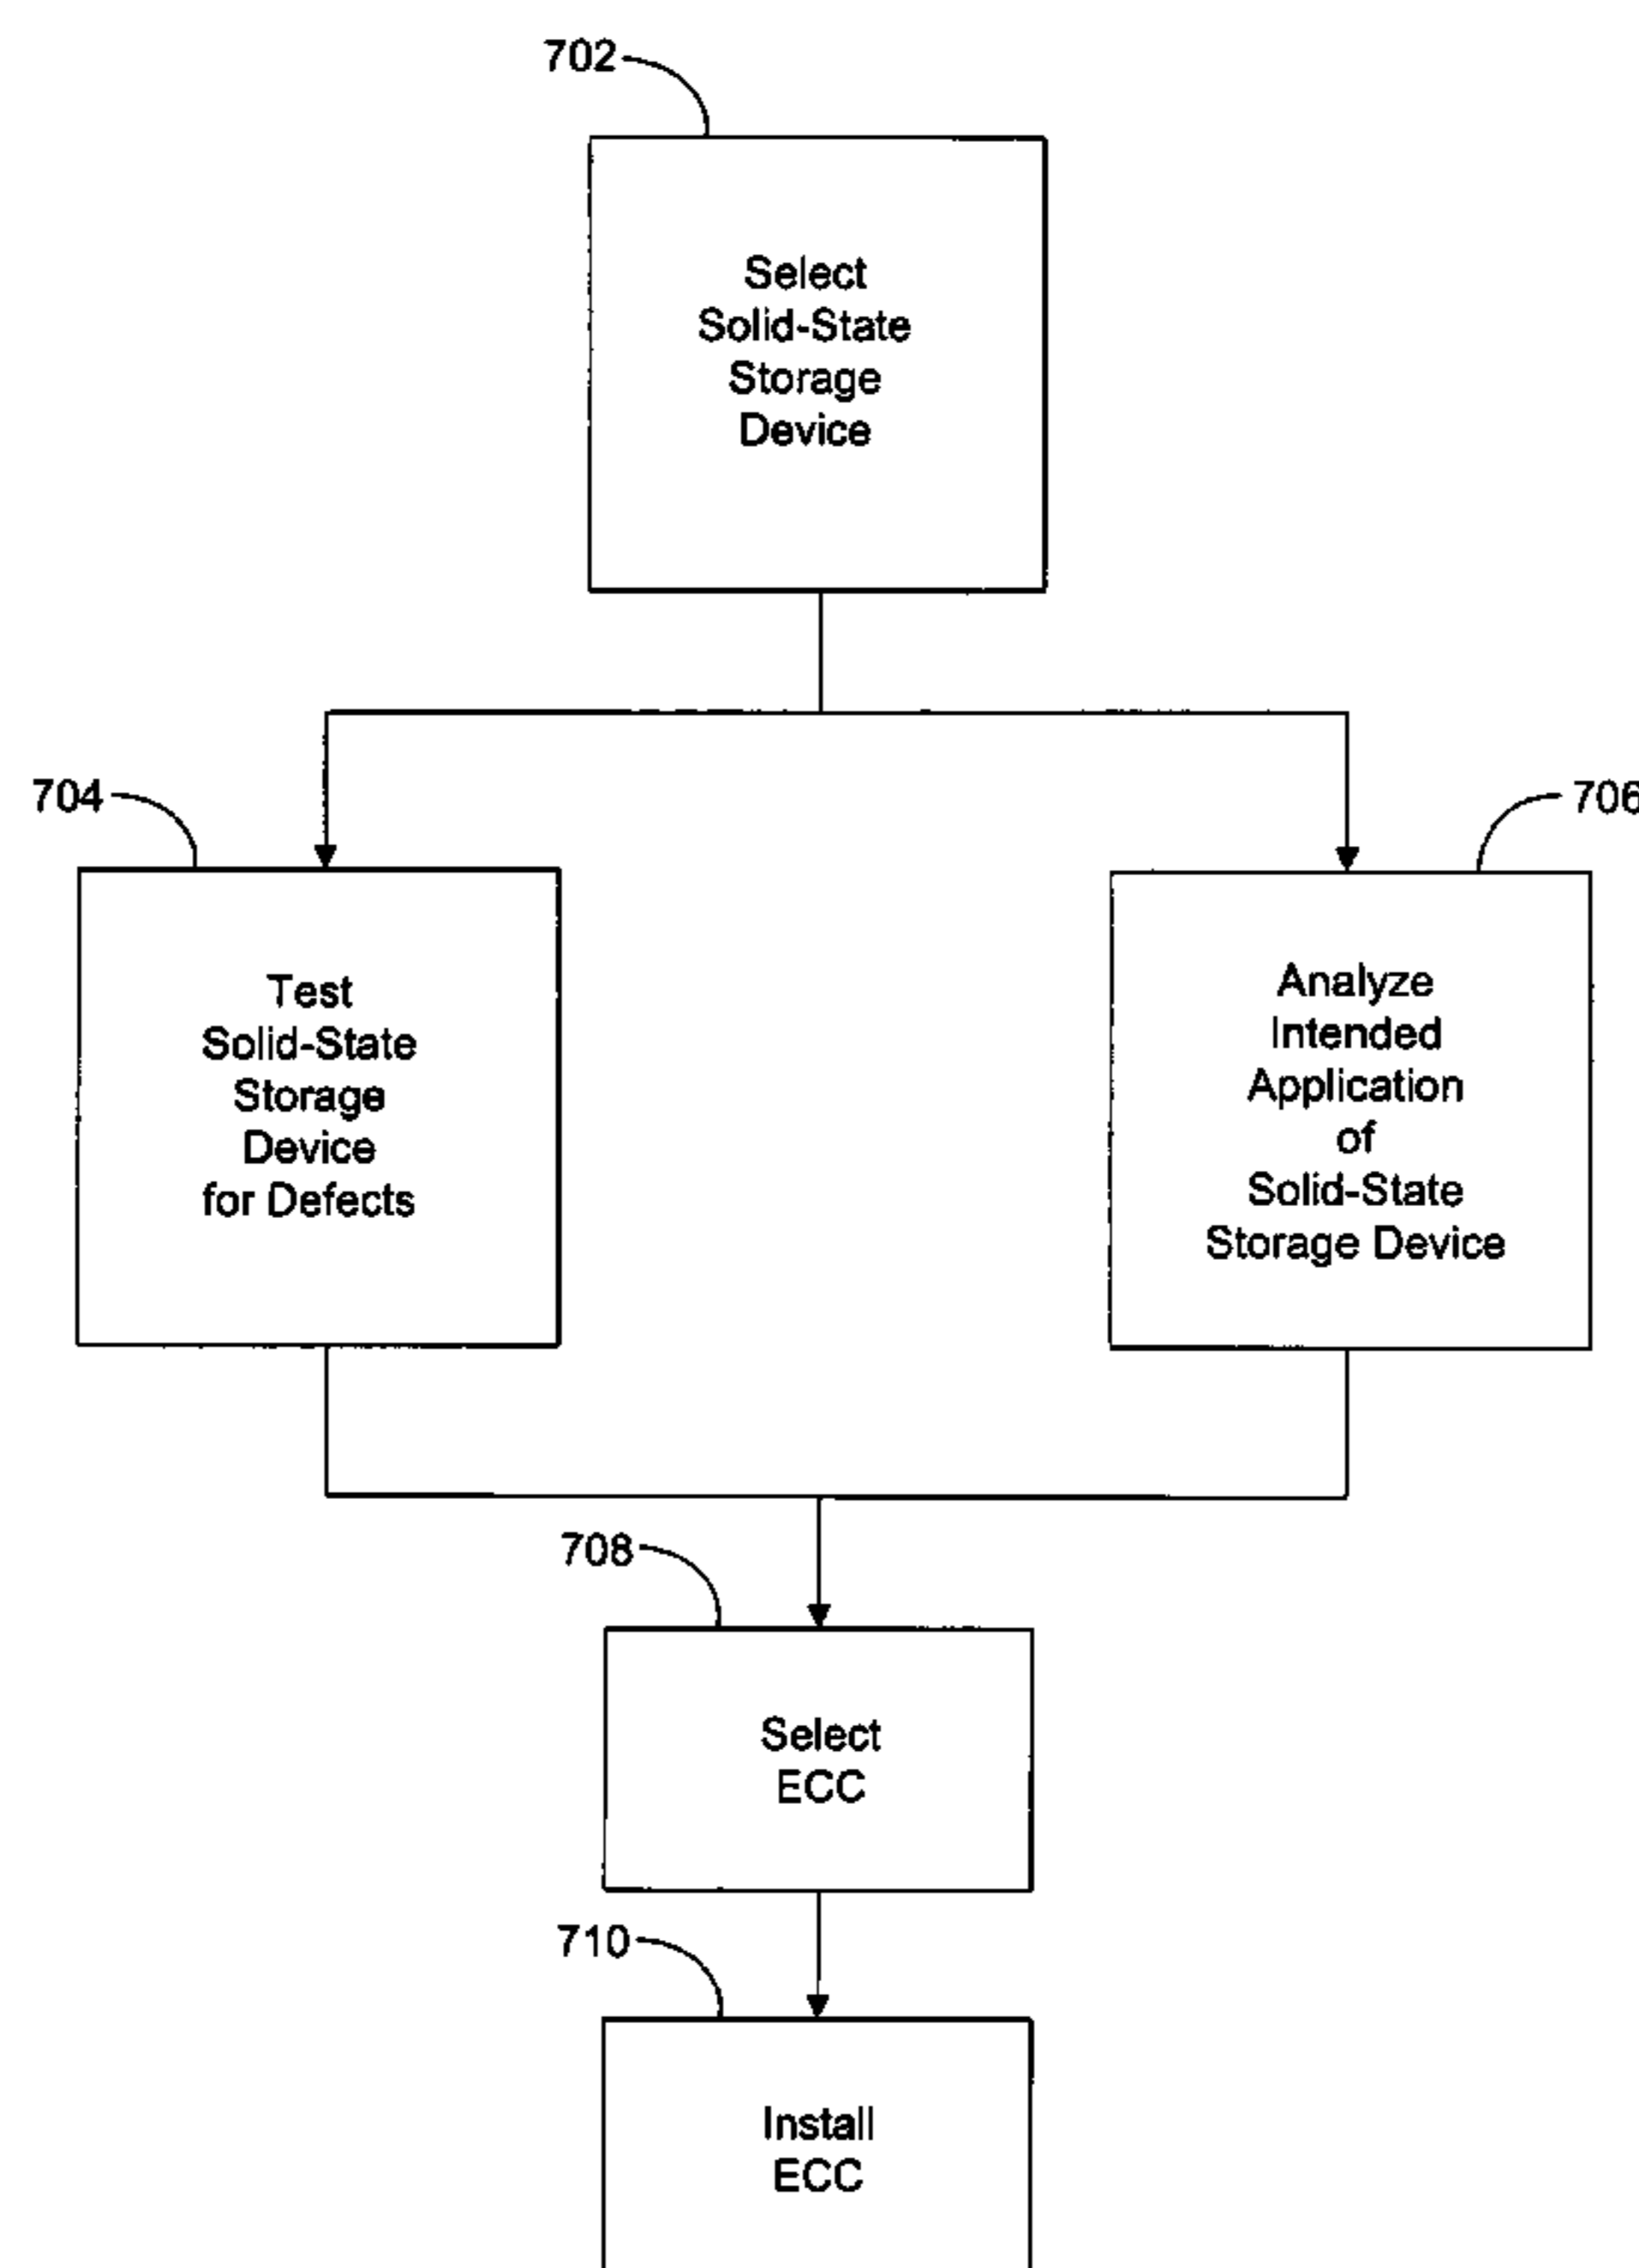 702
Select
Solid-State
Storage
Device
704
706
Test
Solid-State
Storage
Device
for Defects
Analyze
Intended
Application
of
Solid-State
Storage Device
708
Select
ECC
710
Install
ECC